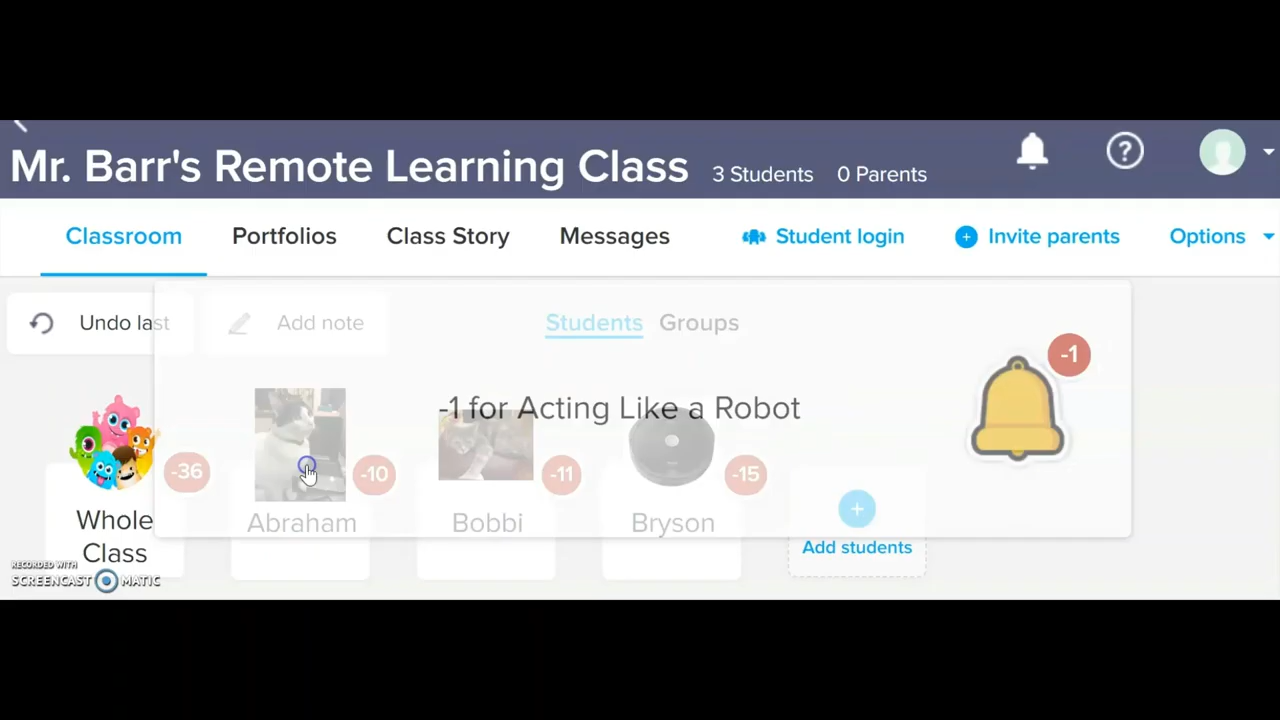 Mr. Barr's Remote Learning Class 3 Students 0 Parents
?
Classroom Portfolios Class Story Messages Student login + Invite parents Options
Undo last Add note Students Groups
-1
-1 for Acting Like a Robot
-36 -10 -11 -15
+
Whole Class
Abraham Bobbi Bryson
Add students
RECORDED WITH
SCREENCAST MATIC